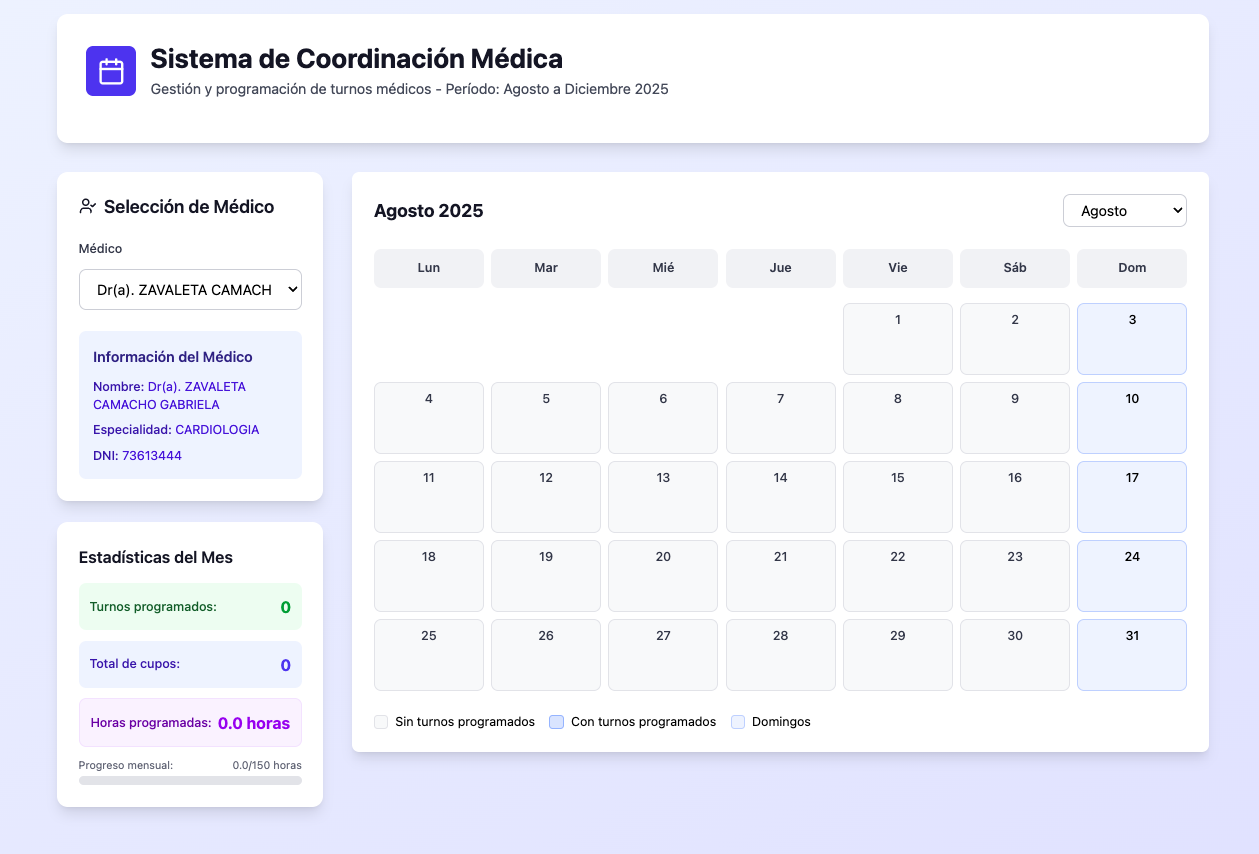 Sistema de Coordinación Médica
Gestión y programación de turnos médicos - Período: Agosto a Diciembre 2025
Selección de Médico
Médico
Dr(a). ZAVALETA CAMACH
Información del Médico
Nombre: Dr(a). ZAVALETA
CAMACHO GABRIELA
Especialidad: CARDIOLOGIA
DNI: 73613444
Estadísticas del Mes
Turnos programados: 0
Total de cupos: 0
Horas programadas: 0.0 horas
Progreso mensual: 0.0/150 horas
Agosto 2025 Agosto
Lun Mar Mié Jue Vie Sáb Dom
1 2 3
4 5 6 7 8 9 10
11 12 13 14 15 16 17
18 19 20 21 22 23 24
25 26 27 28 29 30 31
Sin turnos programados Con turnos programados Domingos